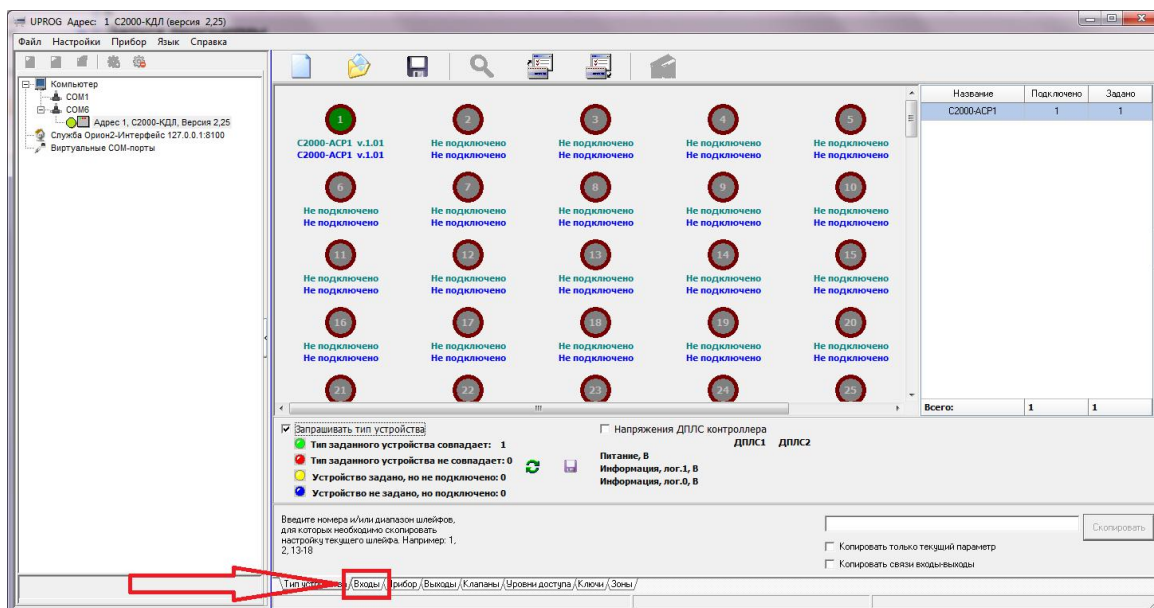 UPROG Адрес: 1 С2000-КДЛ (версия 2,25)
Файл Настройки Прибор Язык Справка
Компьютер
COM1
COM6
Адрес 1, С2000-КДЛ, Версия 2,25
Служба Орион2-Интерфейс 127.0.0.1:8100
Виртуальные COM-порты
1 2 3 4 5
С2000-АСР1 v.1.01 Не подключено Не подключено Не подключено Не подключено
С2000-АСР1 v.1.01 Не подключено Не подключено Не подключено Не подключено
6 7 8 9 10
Не подключено Не подключено Не подключено Не подключено Не подключено
Не подключено Не подключено Не подключено Не подключено Не подключено
11 12 13 14 15
Не подключено Не подключено Не подключено Не подключено Не подключено
Не подключено Не подключено Не подключено Не подключено Не подключено
16 17 18 19 20
Не подключено Не подключено Не подключено Не подключено Не подключено
Не подключено Не подключено Не подключено Не подключено Не подключено
21 22 23 24 25
Название Подключено Задано
С2000-АСР1 1 1
Всего: 1 1
Запрашивать тип устройства
Тип заданного устройства совпадает: 1
Тип заданного устройства не совпадает: 0
Устройство задано, но не подключено: 0
Устройство не задано, но подключено: 0
Напряжения ДПЛС контроллера
ДПЛС1 ДПЛС2
Питание, В
Информация, лог.1, В
Информация, лог.0, В
Введите номера и/или диапазон шлейфов,
для которых необходимо скопировать
настройку текущего шлейфа. Например: 1,
2, 13-18
Скопировать
Копировать только текущий параметр
Копировать связи входы-выходы
Тип устройства Входы Прибор Выходы Клапаны Уровни доступа Ключи Зоны